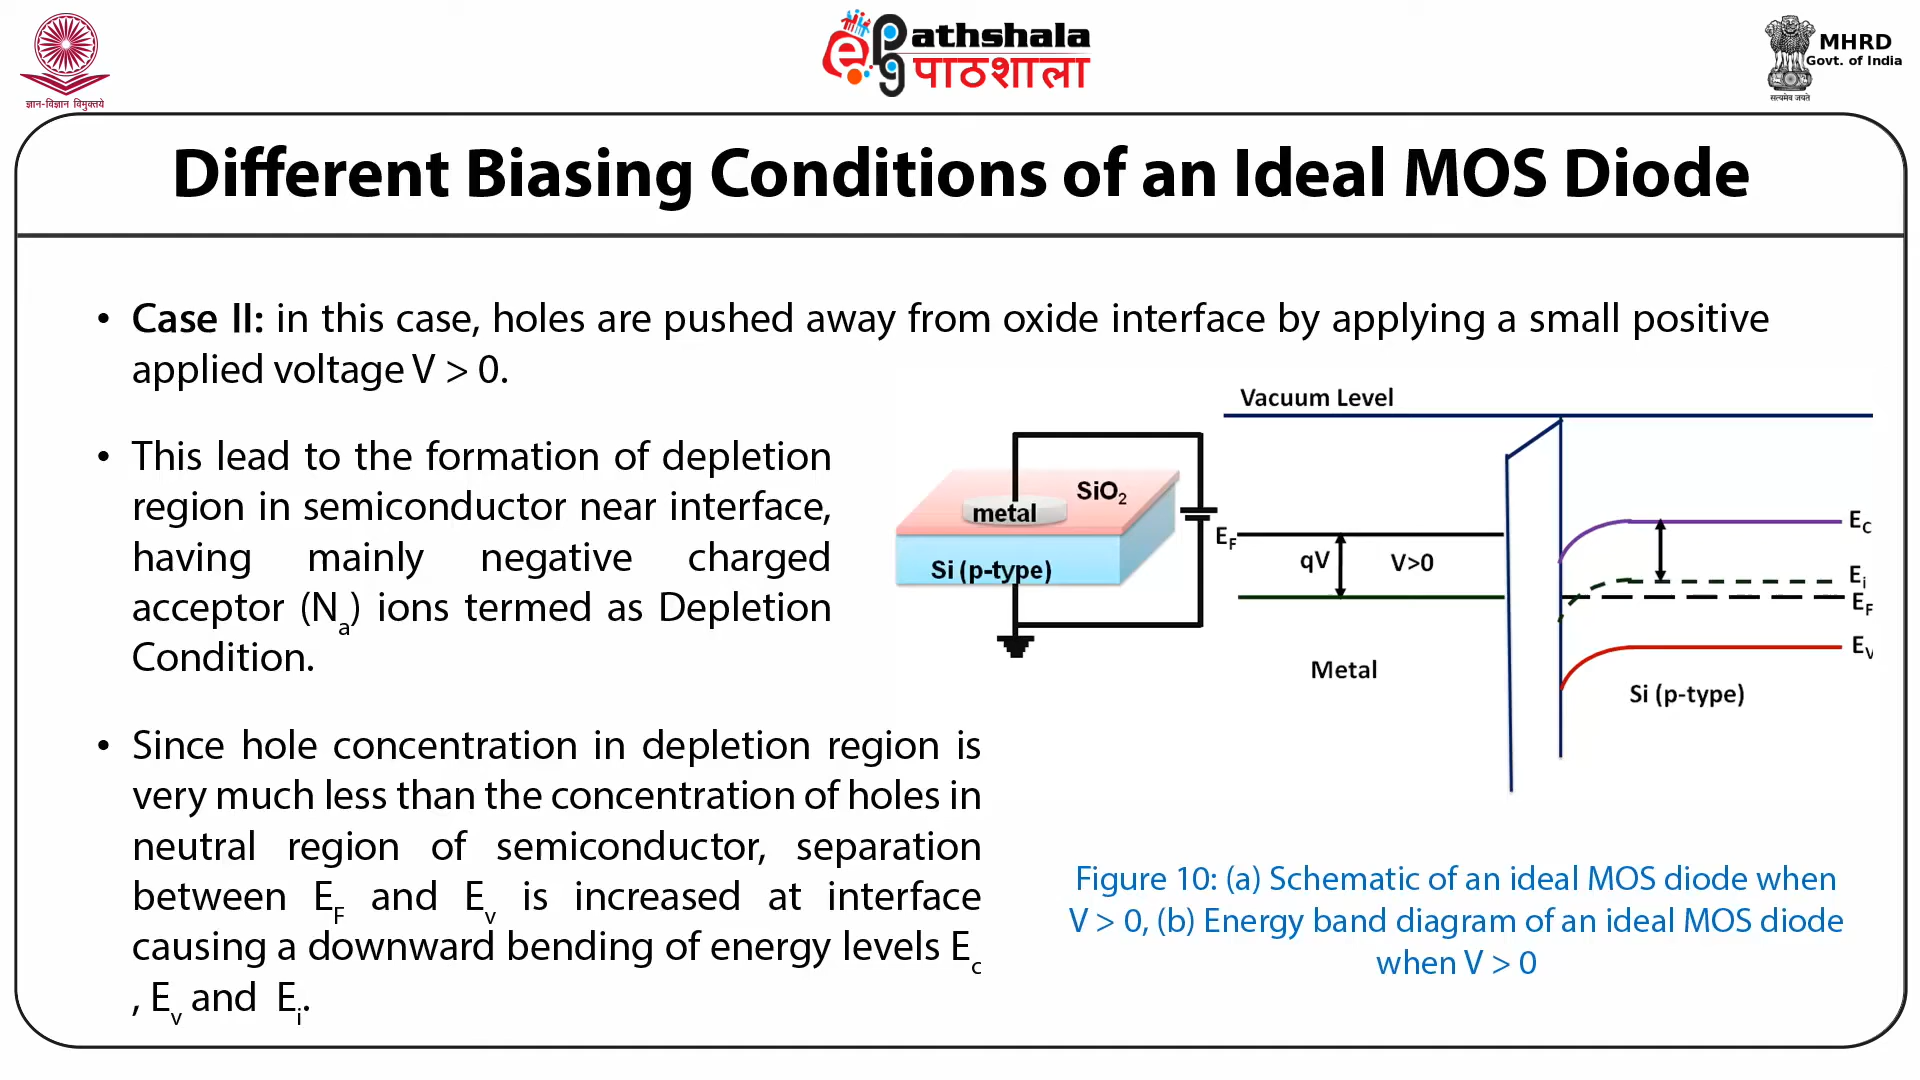 ज्ञान-विज्ञान विमुक्तये
ePGathshala
पाठशाला
MHRD
Govt. of India
सत्यमेव जयते
Different Biasing Conditions of an Ideal MOS Diode
• Case II: in this case, holes are pushed away from oxide interface by applying a small positive
applied voltage V > 0.
• This lead to the formation of depletion
region in semiconductor near interface,
having mainly negative charged
acceptor (Na) ions termed as Depletion
Condition.
• Since hole concentration in depletion region is
very much less than the concentration of holes in
neutral region of semiconductor, separation
between EF and Ev is increased at interface
causing a downward bending of energy levels Ec
, Ev and Ei.
SiO2
metal
Si (p-type)
Vacuum Level
EF
qV
V>0
Metal
EC
Ei
EF
EV
Si (p-type)
Figure 10: (a) Schematic of an ideal MOS diode when
V > 0, (b) Energy band diagram of an ideal MOS diode
when V > 0